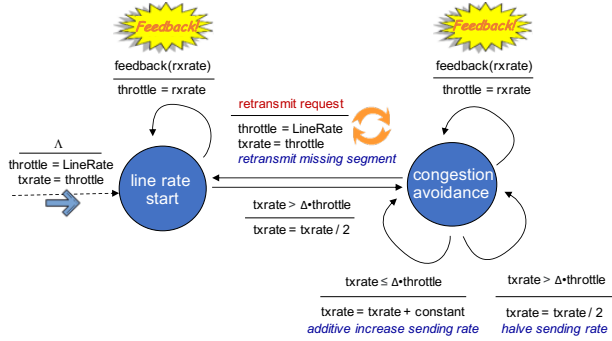 Feedback!
Feedback!
feedback(rxrate)
throttle = rxrate
feedback(rxrate)
throttle = rxrate
retransmit request
throttle = LineRate
txrate = throttle
retransmit missing segment
Λ
throttle = LineRate
txrate = throttle
line rate
start
congestion
avoidance
txrate > Δ•throttle
txrate = txrate / 2
txrate ≤ Δ•throttle
txrate = txrate + constant
additive increase sending rate
txrate > Δ•throttle
txrate = txrate / 2
halve sending rate